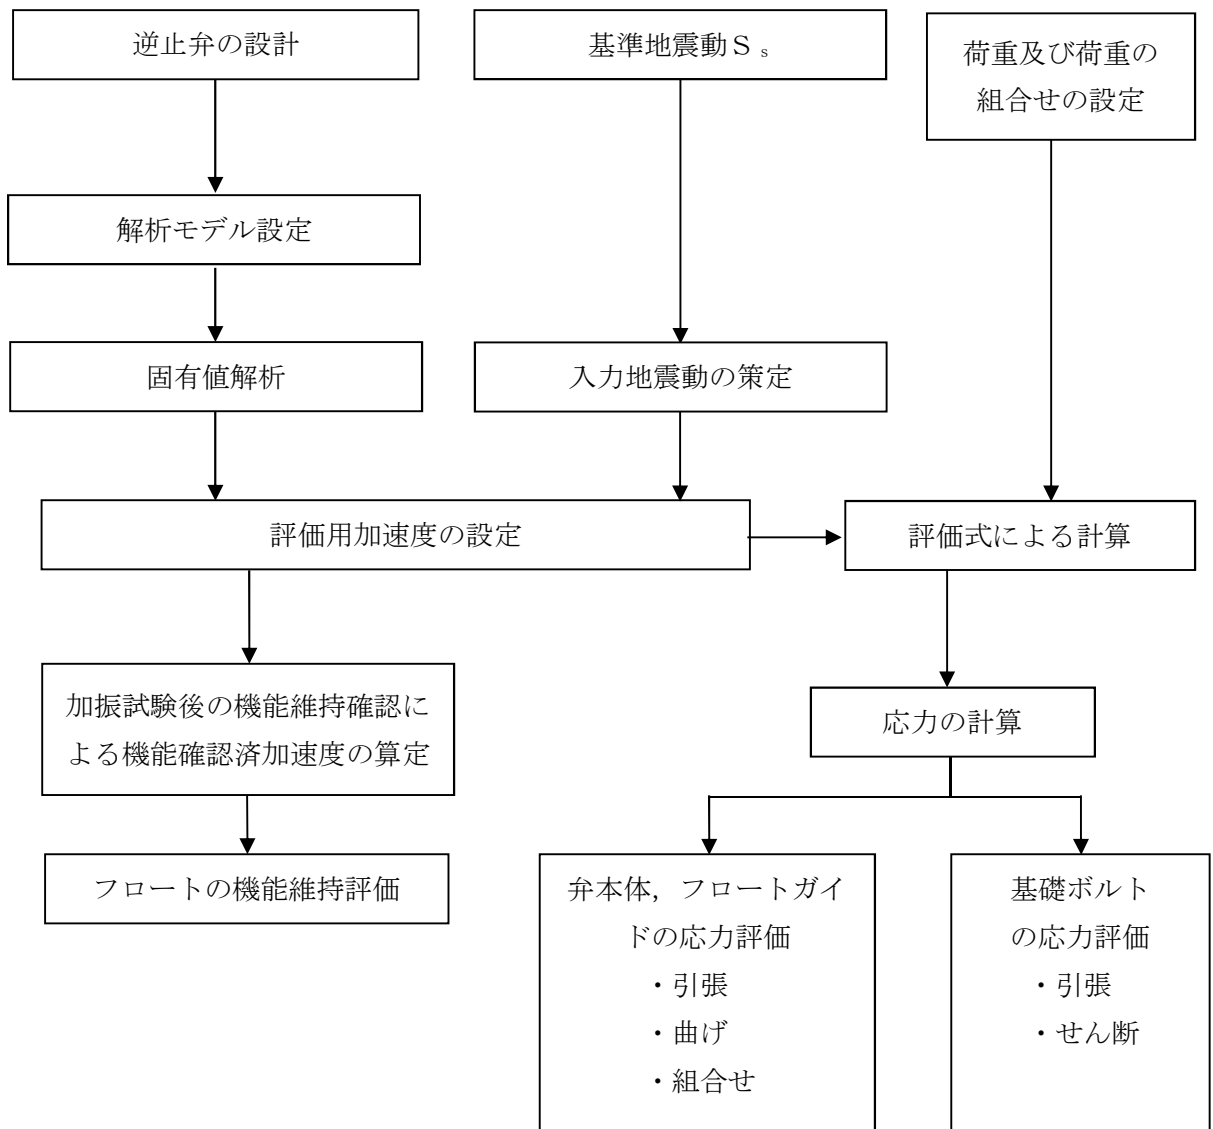 逆止弁の設計
基準地震動Ｓｓ
荷重及び荷重の
組合せの設定
解析モデル設定
固有値解析
入力地震動の策定
評価用加速度の設定
評価式による計算
加振試験後の機能維持確認に
よる機能確認済加速度の算定
応力の計算
フロートの機能維持評価
弁本体，フロートガイ
ドの応力評価
・引張
・曲げ
・組合せ
基礎ボルト
の応力評価
・引張
・せん断